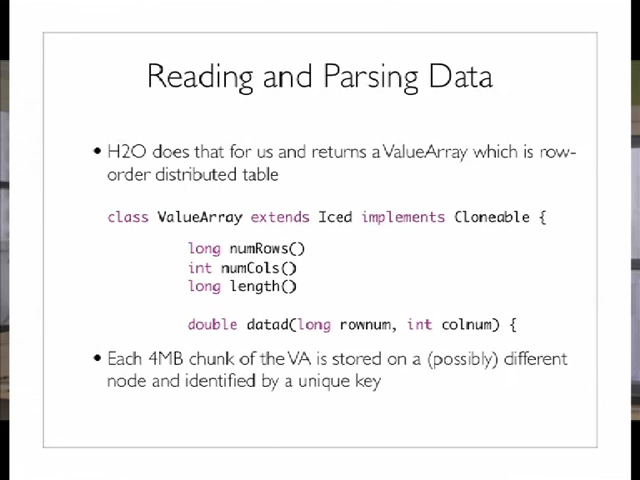 Reading and Parsing Data
• H2O does that for us and returns a ValueArray which is row-
order distributed table
class ValueArray extends Iced implements Cloneable {
long numRows()
int numCols()
long length()
double datad(long rownum, int colnum) {
• Each 4MB chunk of the VA is stored on a (possibly) different
node and identified by a unique key